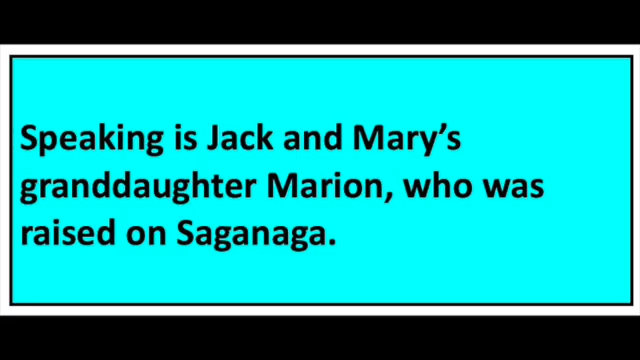 Speaking is Jack and Mary’s
granddaughter Marion, who was
raised on Saganaga.